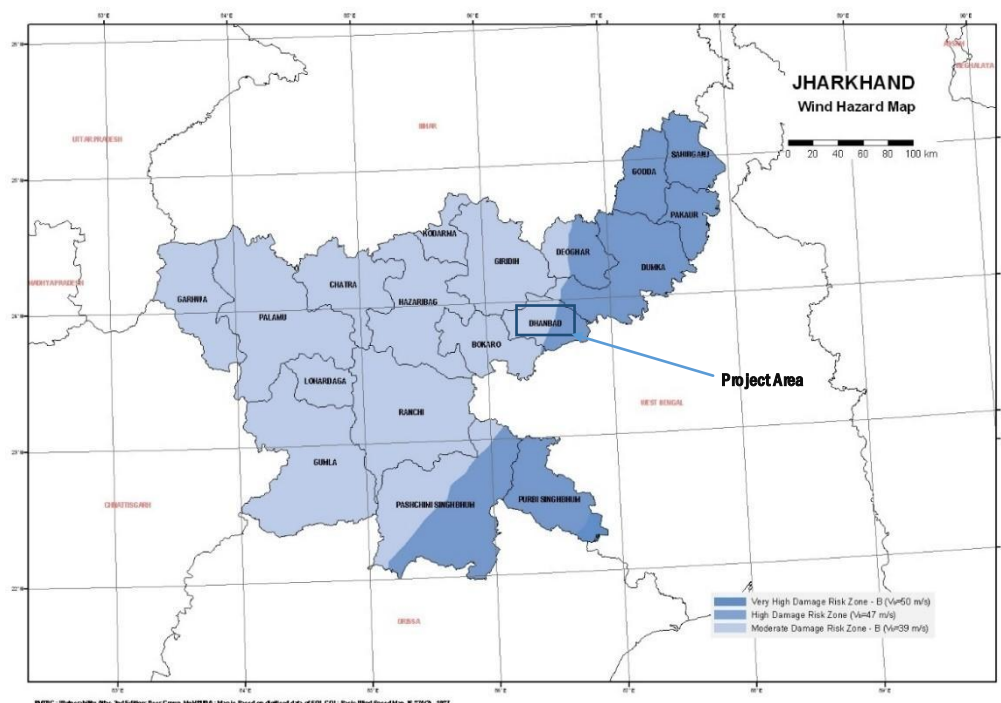 JHARKHAND
Wind Hazard Map
0 20 40 60 80 100 km
UTTAR PRADESH
BIHAR
SAHIBGANJ
GODDA
PAKAUR
KODARMA
DEOGHAR
GIRIDIH
DUMKA
CHATRA
GARHWA
HAZARIBAG
PALAMU
DHANBAD
BOKARO
LOHARDAGA
Project Area
RANCHI
WEST BENGAL
GUMLA
PASHCHIMI SINGHBHUM
PURBI SINGHBHUM
CHHATTISGARH
ORISSA
Very High Damage Risk Zone - B (Vb=50 m/s)
High Damage Risk Zone (Vb=47 m/s)
Moderate Damage Risk Zone - B (Vb=39 m/s)